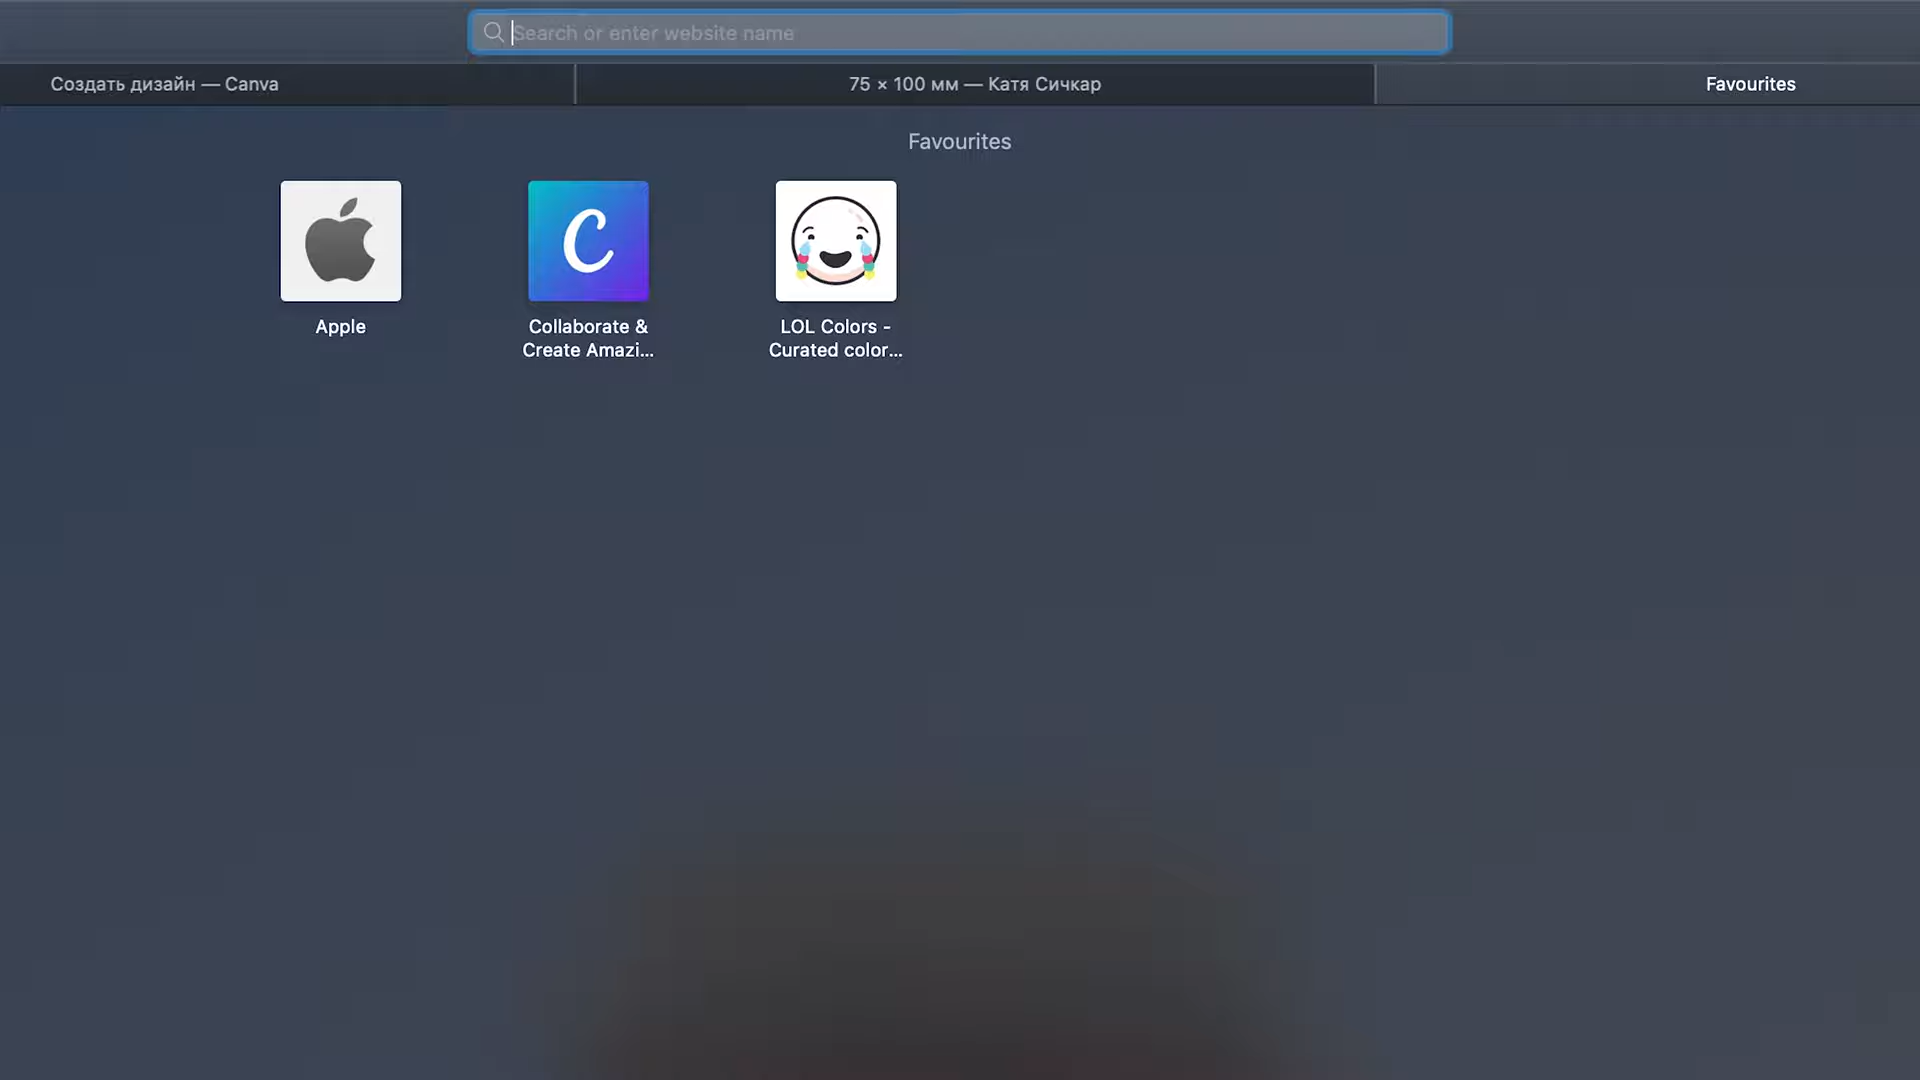 Search or enter website name
Создать дизайн — Canva
75 × 100 мм — Катя Сичкар
Favourites
Favourites
C
Apple
Collaborate &
Create Amazi...
LOL Colors -
Curated color...